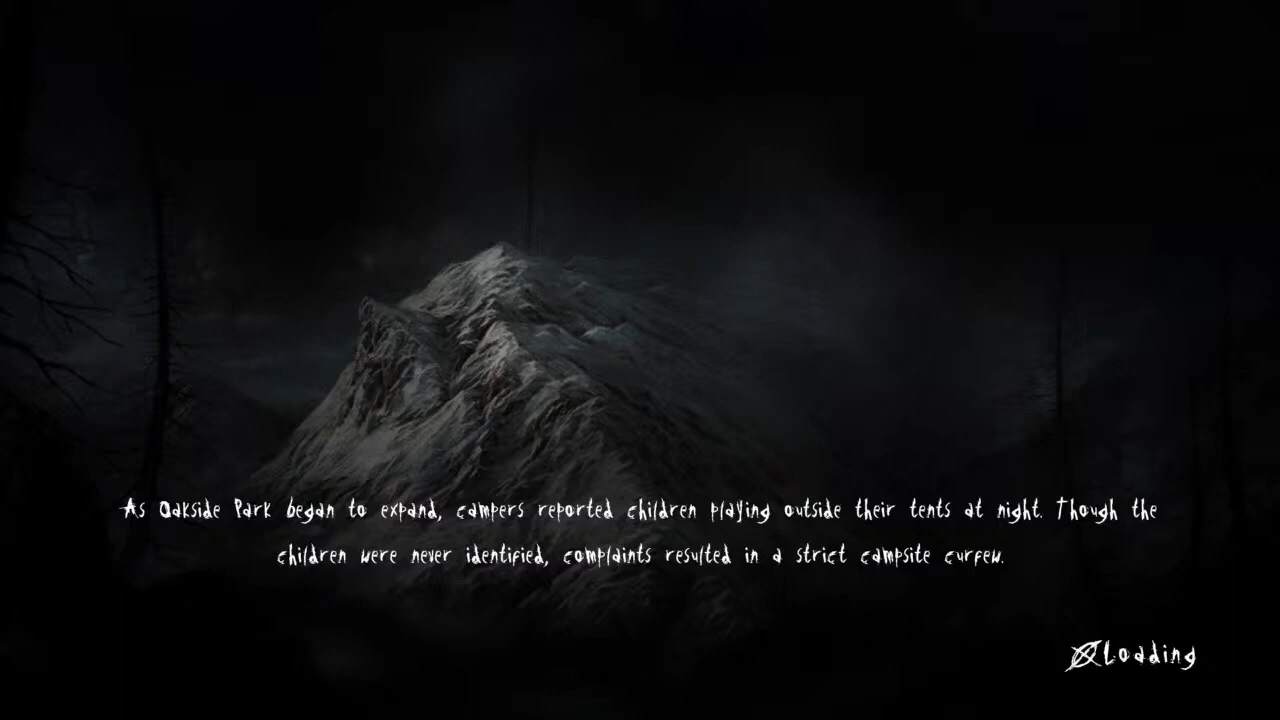 As Oakside Park began to expand, campers reported children playing outside their tents at night. Though the
children were never identified, complaints resulted in a strict campsite curfew.
Loading